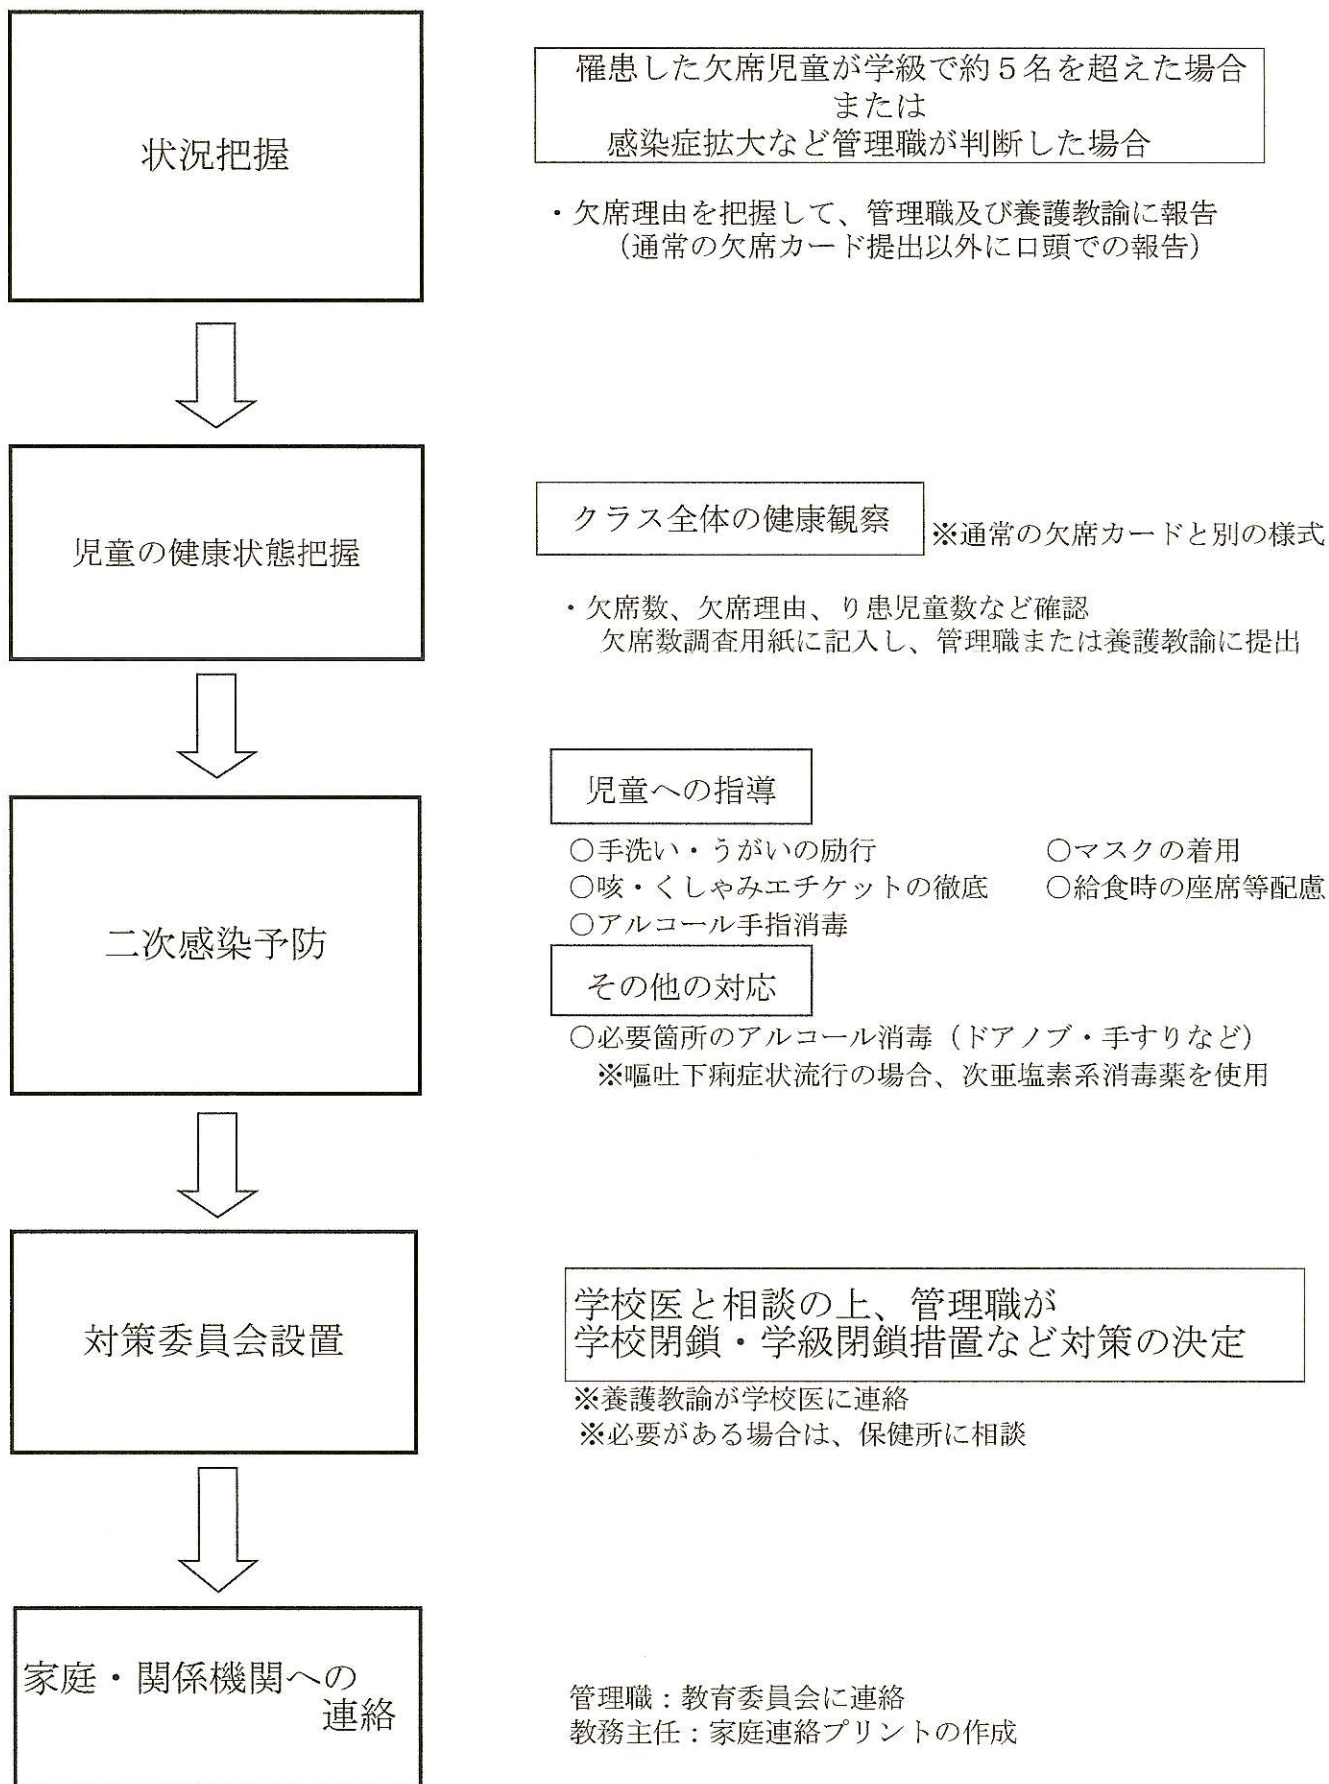 状況把握
罹患した欠席児童が学級で約５名を超えた場合
または
感染症拡大など管理職が判断した場合
・欠席理由を把握して、管理職及び養護教諭に報告
（通常の欠席カード提出以外に口頭での報告）
児童の健康状態把握
クラス全体の健康観察
※通常の欠席カードと別の様式
・欠席数、欠席理由、り患児童数など確認
欠席数調査用紙に記入し、管理職または養護教諭に提出
二次感染予防
児童への指導
○手洗い・うがいの励行　○マスクの着用
○咳・くしゃみエチケットの徹底　○給食時の座席等配慮
○アルコール手指消毒
その他の対応
○必要箇所のアルコール消毒（ドアノブ・手すりなど）
※嘔吐下痢症状流行の場合、次亜塩素系消毒薬を使用
対策委員会設置
学校医と相談の上、管理職が
学校閉鎖・学級閉鎖措置など対策の決定
※養護教諭が学校医に連絡
※必要がある場合は、保健所に相談
家庭・関係機関への
連絡
管理職：教育委員会に連絡
教務主任：家庭連絡プリントの作成